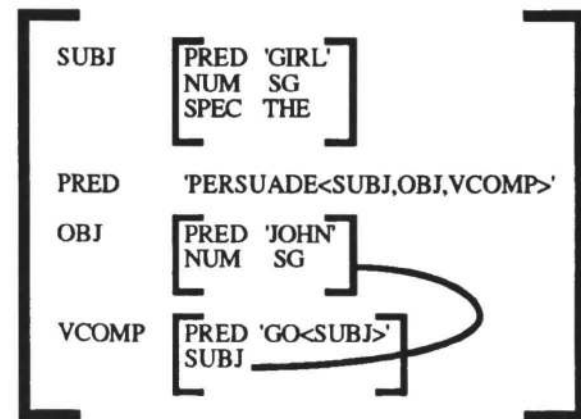 SUBJ PRED 'GIRL'
NUM SG
SPEC THE
PRED 'PERSUADE<SUBJ,OBJ,VCOMP>'
OBJ PRED 'JOHN'
NUM SG
VCOMP PRED 'GO<SUBJ>'
SUBJ